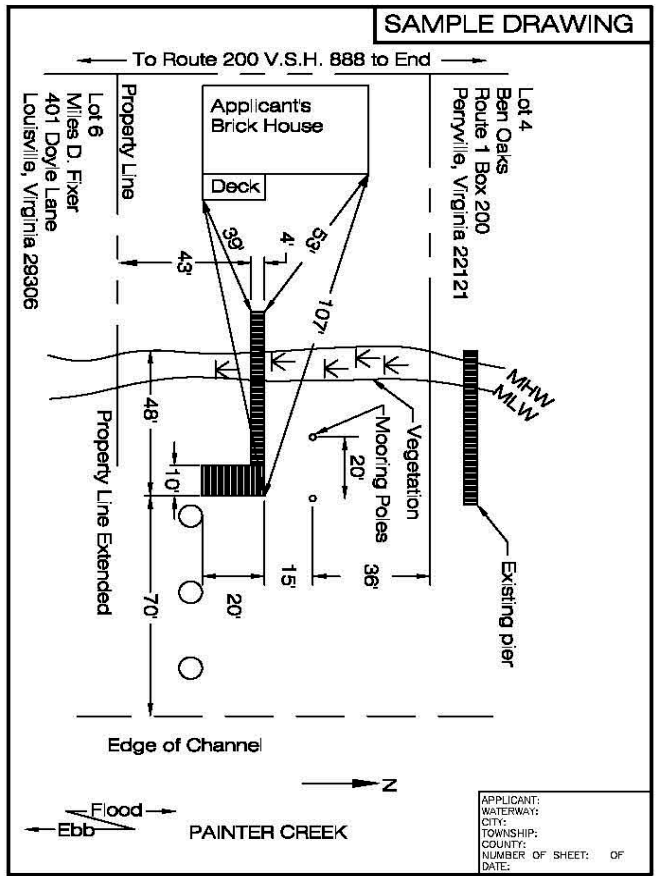 SAMPLE DRAWING
To Route 200 V.S.H. 888 to End
Property Line
Lot 6
Miles D. Fixer
401 Doyle Lane
Louisville, Virginia 29306
Applicant's
Brick House
Deck
Lot 4
Ben Oaks
Route 1 Box 200
Perryville, Virginia 22121
39'
4'
53'
43'
107'
MHW
MLW
48'
Property Line Extended
10'
Vegetation
Mooring Poles
20'
Existing pier
70'
20'
15'
36'
Edge of Channel
N
Flood
Ebb
PAINTER CREEK
APPLICANT:
WATERWAY:
CITY:
TOWNSHIP:
COUNTY:
NUMBER OF SHEET: OF
DATE: